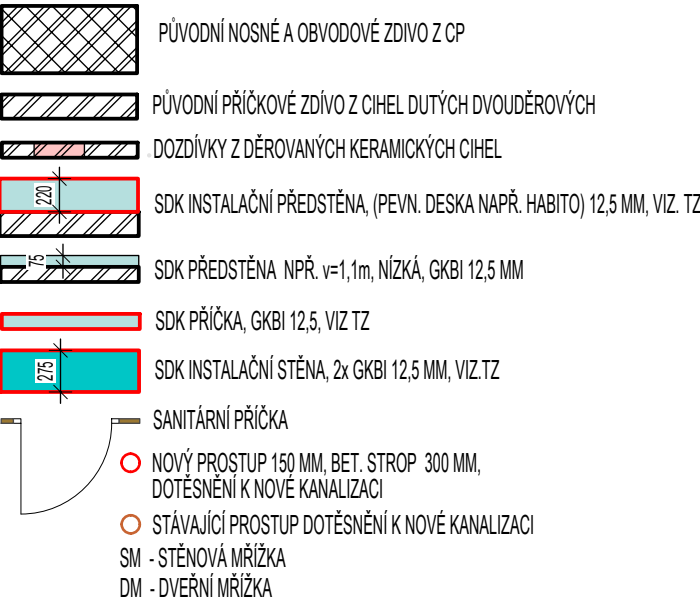 PŮVODNÍ NOSNÉ A OBVODOVÉ ZDIVO Z CP
PŮVODNÍ PŘÍČKOVÉ ZDÍVO Z CIHEL DUTÝCH DVOUDĚROVÝCH
DOZDÍVKY Z DĚROVANÝCH KERAMICKÝCH CIHEL
220
SDK INSTALAČNÍ PŘEDSTĚNA, (PEVN. DESKA NAPŘ. HABITO) 12,5 MM, VIZ. TZ
75
SDK PŘEDSTĚNA NPŘ. v=1,1m, NÍZKÁ, GKBI 12,5 MM
SDK PŘÍČKA, GKBI 12,5, VIZ TZ
275
SDK INSTALAČNÍ STĚNA, 2x GKBI 12,5 MM, VIZ.TZ
SANITÁRNÍ PŘÍČKA
NOVÝ PROSTUP 150 MM, BET. STROP 300 MM,
DOTĚSNĚNÍ K NOVÉ KANALIZACI
STÁVAJÍCÍ PROSTUP DOTĚSNĚNÍ K NOVÉ KANALIZACI
SM - STĚNOVÁ MŘÍŽKA
DM - DVEŘNÍ MŘÍŽKA